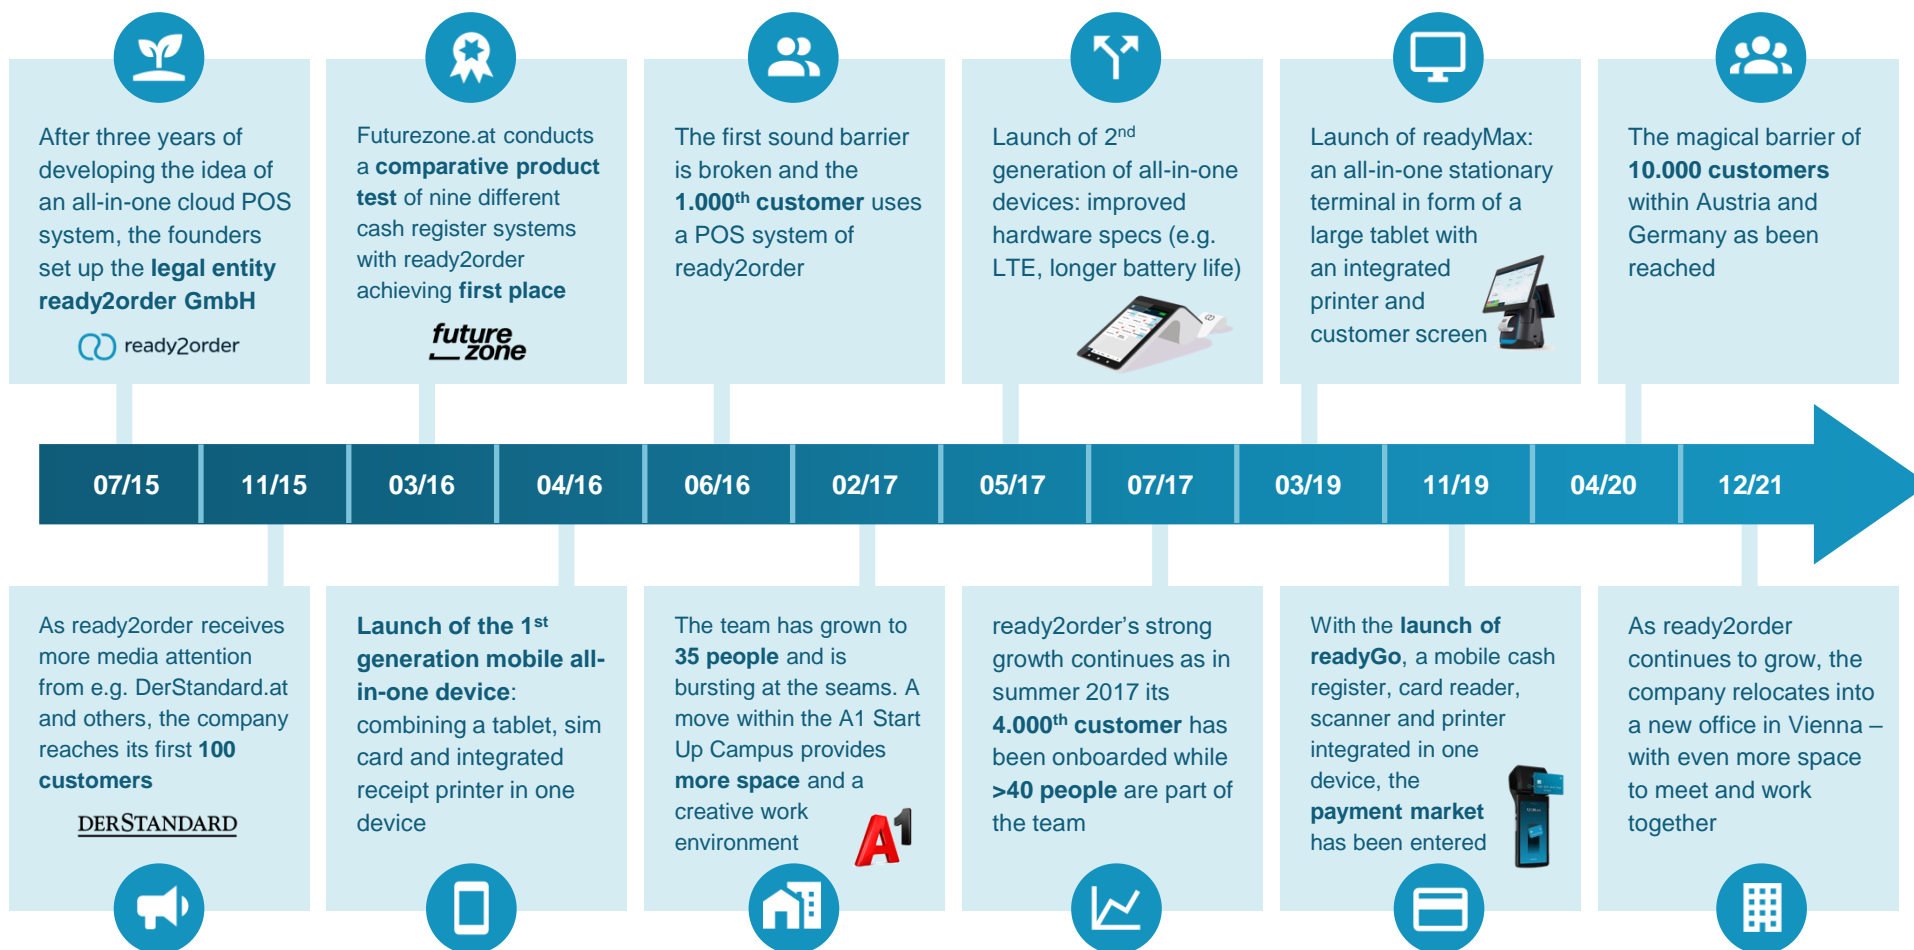 After three years of
developing the idea of
an all-in-one cloud POS
system, the founders
set up the legal entity
ready2order GmbH
ready2order
Futurezone.at conducts
a comparative product
test of nine different
cash register systems
with ready2order
achieving first place
future
zone
The first sound barrier
is broken and the
1.000th customer uses
a POS system of
ready2order
Launch of 2nd
generation of all-in-one
devices: improved
hardware specs (e.g.
LTE, longer battery life)
Launch of readyMax:
an all-in-one stationary
terminal in form of a
large tablet with
an integrated
printer and
customer screen
The magical barrier of
10.000 customers
within Austria and
Germany as been
reached
07/15 11/15 03/16 04/16 06/16 02/17 05/17 07/17 03/19 11/19 04/20 12/21
As ready2order receives
more media attention
from e.g. DerStandard.at
and others, the company
reaches its first 100
customers
DERSTANDARD
Launch of the 1st
generation mobile all-
in-one device:
combining a tablet, sim
card and integrated
receipt printer in one
device
The team has grown to
35 people and is
bursting at the seams. A
move within the A1 Start
Up Campus provides
more space and a
creative work
environment
A1
ready2order’s strong
growth continues as in
summer 2017 its
4.000th customer has
been onboarded while
>40 people are part of
the team
With the launch of
readyGo, a mobile cash
register, card reader,
scanner and printer
integrated in one
device, the
payment market
has been entered
As ready2order
continues to grow, the
company relocates into
a new office in Vienna –
with even more space
to meet and work
together